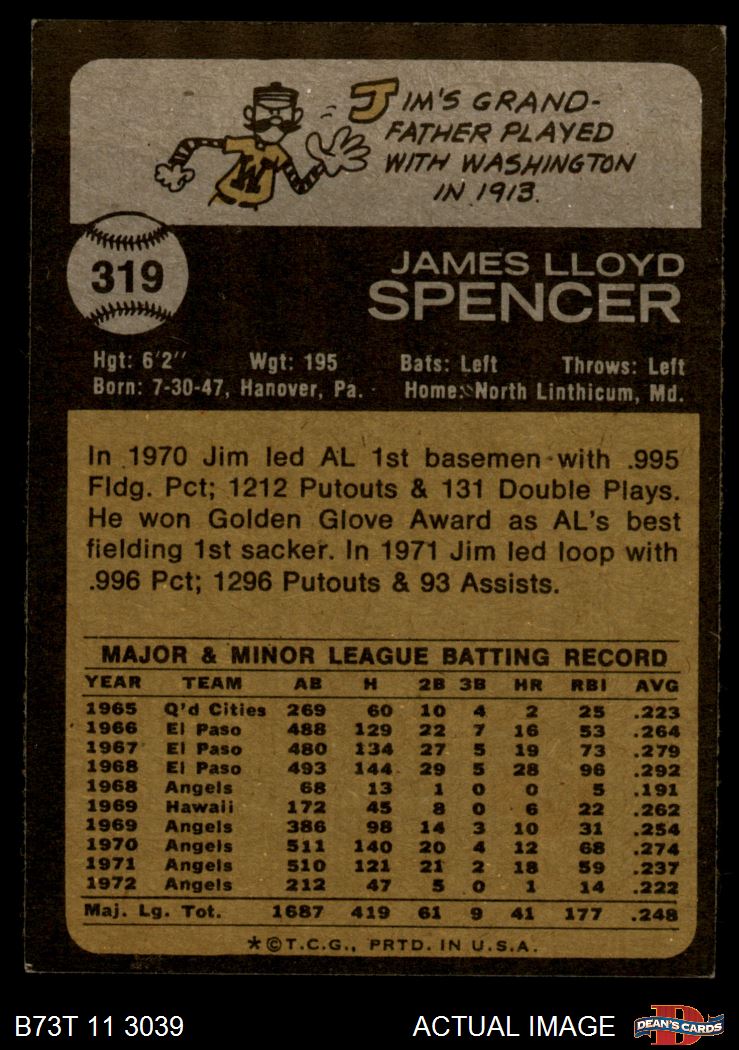 JIM'S GRAND-
FATHER PLAYED
WITH WASHINGTON
IN 1913.
W
319
JAMES LLOYD
SPENCER
Hgt: 6'2" Wgt: 195 Bats: Left Throws: Left
Born: 7-30-47, Hanover, Pa. Home: North Linthicum, Md.
In 1970 Jim led AL 1st basemen with .995
Fldg. Pct; 1212 Putouts & 131 Double Plays.
He won Golden Glove Award as AL's best
fielding 1st sacker. In 1971 Jim led loop with
.996 Pct; 1296 Putouts & 93 Assists.
MAJOR & MINOR LEAGUE BATTING RECORD
YEAR TEAM AB H 2B 3B HR RBI AVG
1965 Q'd Cities 269 60 10 4 2 25 .223
1966 El Paso 488 129 22 7 16 53 .264
1967 El Paso 480 134 27 5 19 73 .279
1968 El Paso 493 144 29 5 28 96 .292
1968 Angels 68 13 1 0 0 5 .191
1969 Hawaii 172 45 8 0 6 22 .262
1969 Angels 386 98 14 3 10 31 .254
1970 Angels 511 140 20 4 12 68 .274
1971 Angels 510 121 21 2 18 59 .237
1972 Angels 212 47 5 0 1 14 .222
Maj. Lg. Tot. 1687 419 61 9 41 177 .248
*©T.C.G., PRTD. IN U.S.A.
B73T 11 3039 ACTUAL IMAGE
D
DEAN'S CARDS